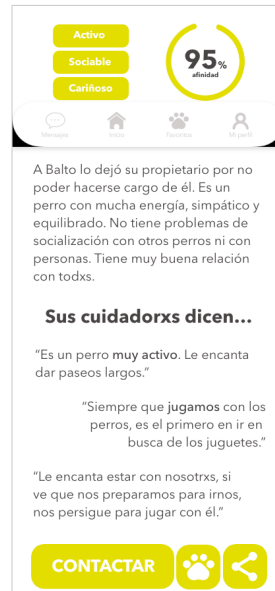 Activo
Sociable
Cariñoso
95%
afinidad
Mensajes
Inicio
Favoritos
Mi perfil
A Balto lo dejó su propietario por no
poder hacerse cargo de él. Es un
perro con mucha energía, simpático y
equilibrado. No tiene problemas de
socialización con otros perros ni con
personas. Tiene muy buena relación
con todxs.
Sus cuidadorxs dicen...
“Es un perro muy activo. Le encanta
dar paseos largos.”
“Siempre que jugamos con los
perros, es el primero en ir en
busca de los juguetes.”
“Le encanta estar con nosotrxs, si
ve que nos preparamos para irnos,
nos persigue para jugar con él.”
CONTACTAR